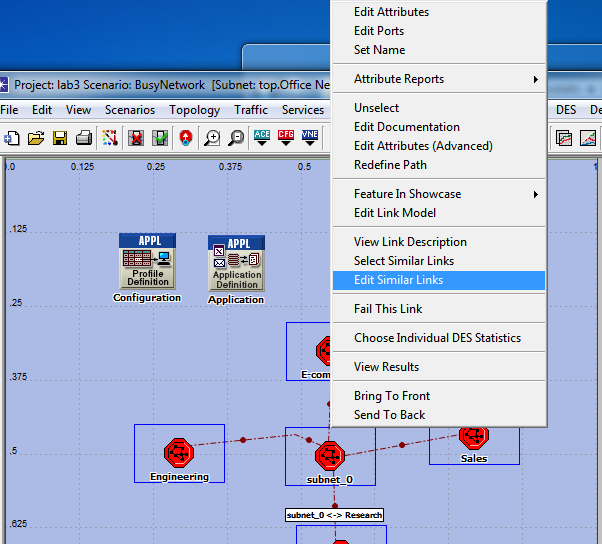 Edit Attributes
Edit Ports
Set Name
Attribute Reports
Unselect
Edit Documentation
Edit Attributes (Advanced)
Redefine Path
Feature In Showcase
Edit Link Model
View Link Description
Select Similar Links
Edit Similar Links
Fail This Link
Choose Individual DES Statistics
View Results
Bring To Front
Send To Back
Project: lab3 Scenario: BusyNetwork [Subnet: top.Office Ne
File Edit View Scenarios Topology Traffic Services DES De
ACE CFG VNE
0.0 0.125 0.25 0.375 0.5
.125
APPL
Profile
Definition
Configuration
APPL
Application
Definition
Application
.25
E-com
.375
.5
Engineering
subnet_0
Sales
subnet_0 <-> Research
.625